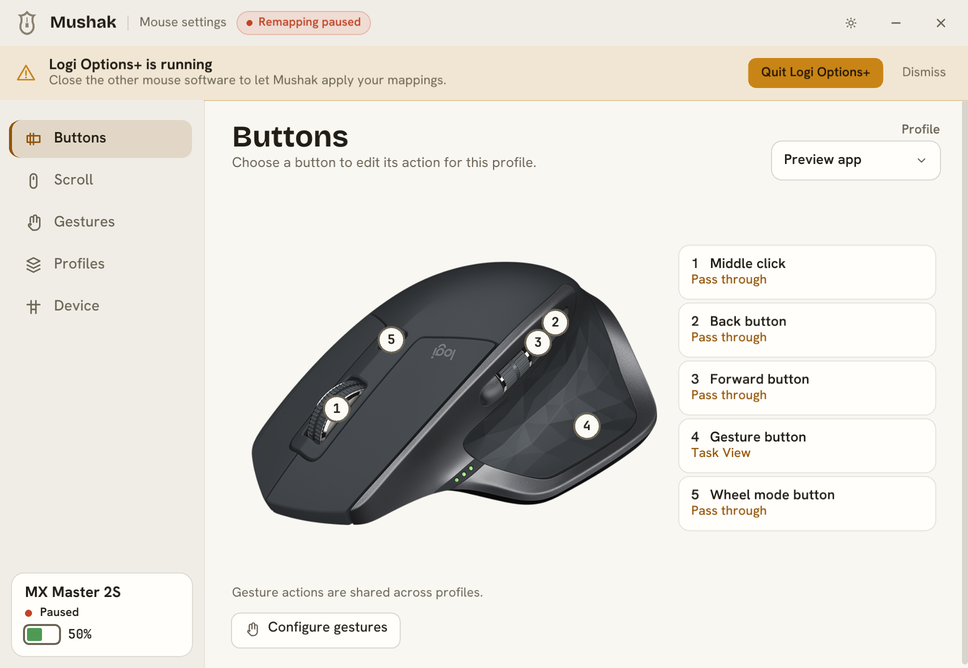 Mushak
Mouse settings
Remapping paused
Logi Options+ is running
Close the other mouse software to let Mushak apply your mappings.
Quit Logi Options+
Dismiss
Buttons
Scroll
Gestures
Profiles
Device
MX Master 2S
Paused
50%
Buttons
Choose a button to edit its action for this profile.
Profile
Preview app
logi
5
2
3
1
4
1 Middle click
Pass through
2 Back button
Pass through
3 Forward button
Pass through
4 Gesture button
Task View
5 Wheel mode button
Pass through
Gesture actions are shared across profiles.
Configure gestures